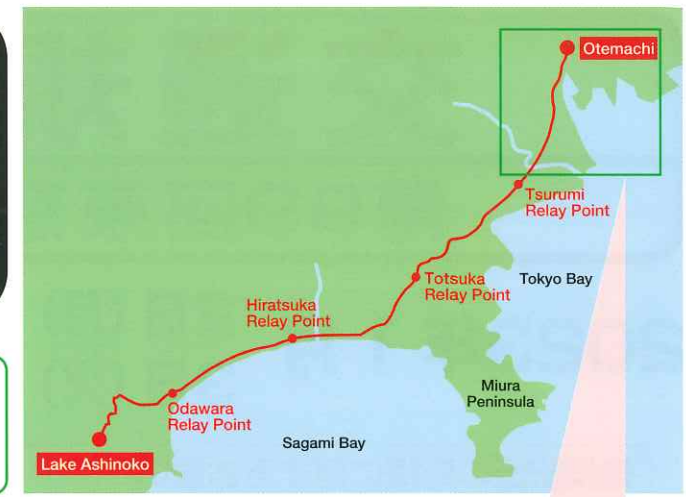 Otemachi
Tsurumi
Relay Point
Totsuka
Relay Point
Tokyo Bay
Hiratsuka
Relay Point
Miura
Peninsula
Odawara
Relay Point
Sagami Bay
Lake Ashinoko